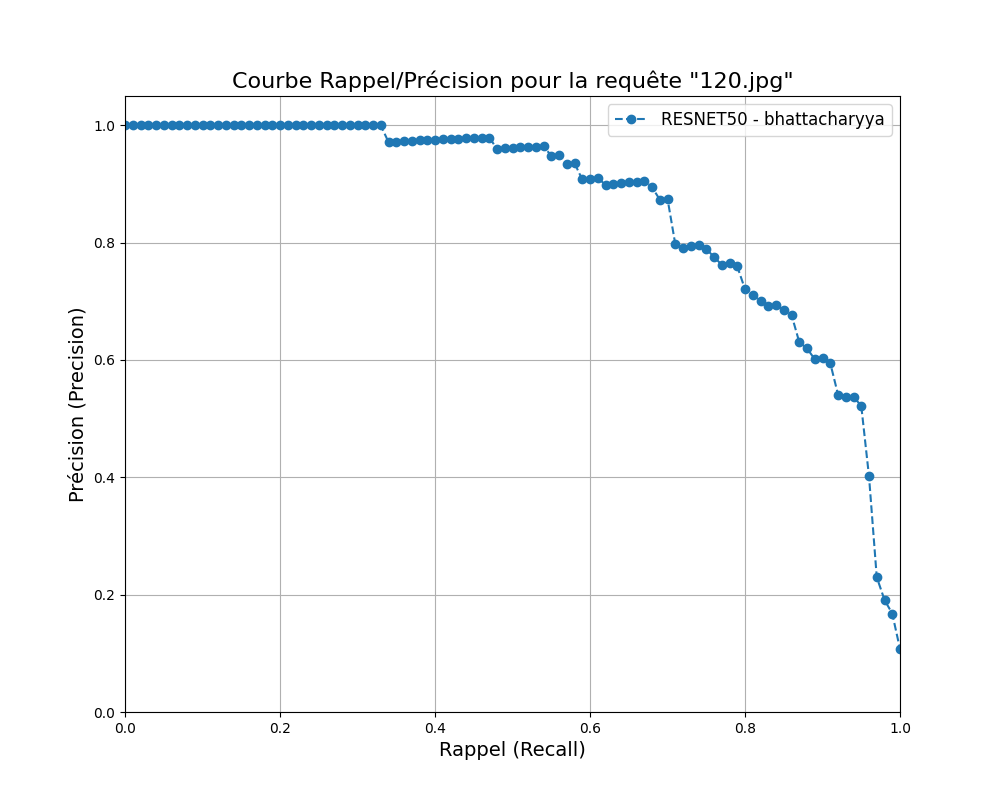 Courbe Rappel/Précision pour la requête "120.jpg"
RESNET50 - bhattacharyya
Précision (Precision)
1.0
0.8
0.6
0.4
0.2
0.0
0.0 0.2 0.4 0.6 0.8 1.0
Rappel (Recall)